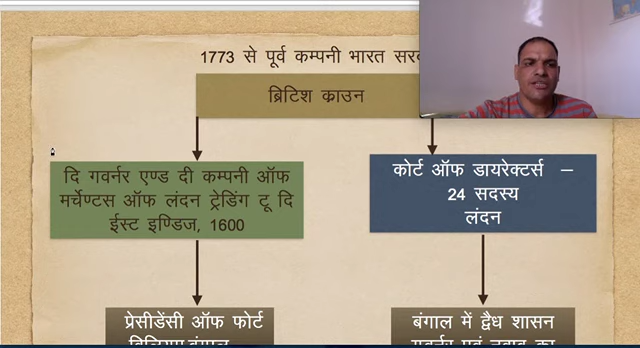 1773 से पूर्व कम्पनी भारत
ब्रिटिश क्राउन
दि गवर्नर एण्ड दी कम्पनी ऑफ
मर्चेण्टस ऑफ लंदन ट्रेडिंग टू दि
ईस्ट इण्डिज, 1600
कोर्ट ऑफ डायरेक्टर्स –
24 सदस्य
लंदन
प्रेसीडेंसी ऑफ फोर्ट
बंगाल में द्वैध शासन